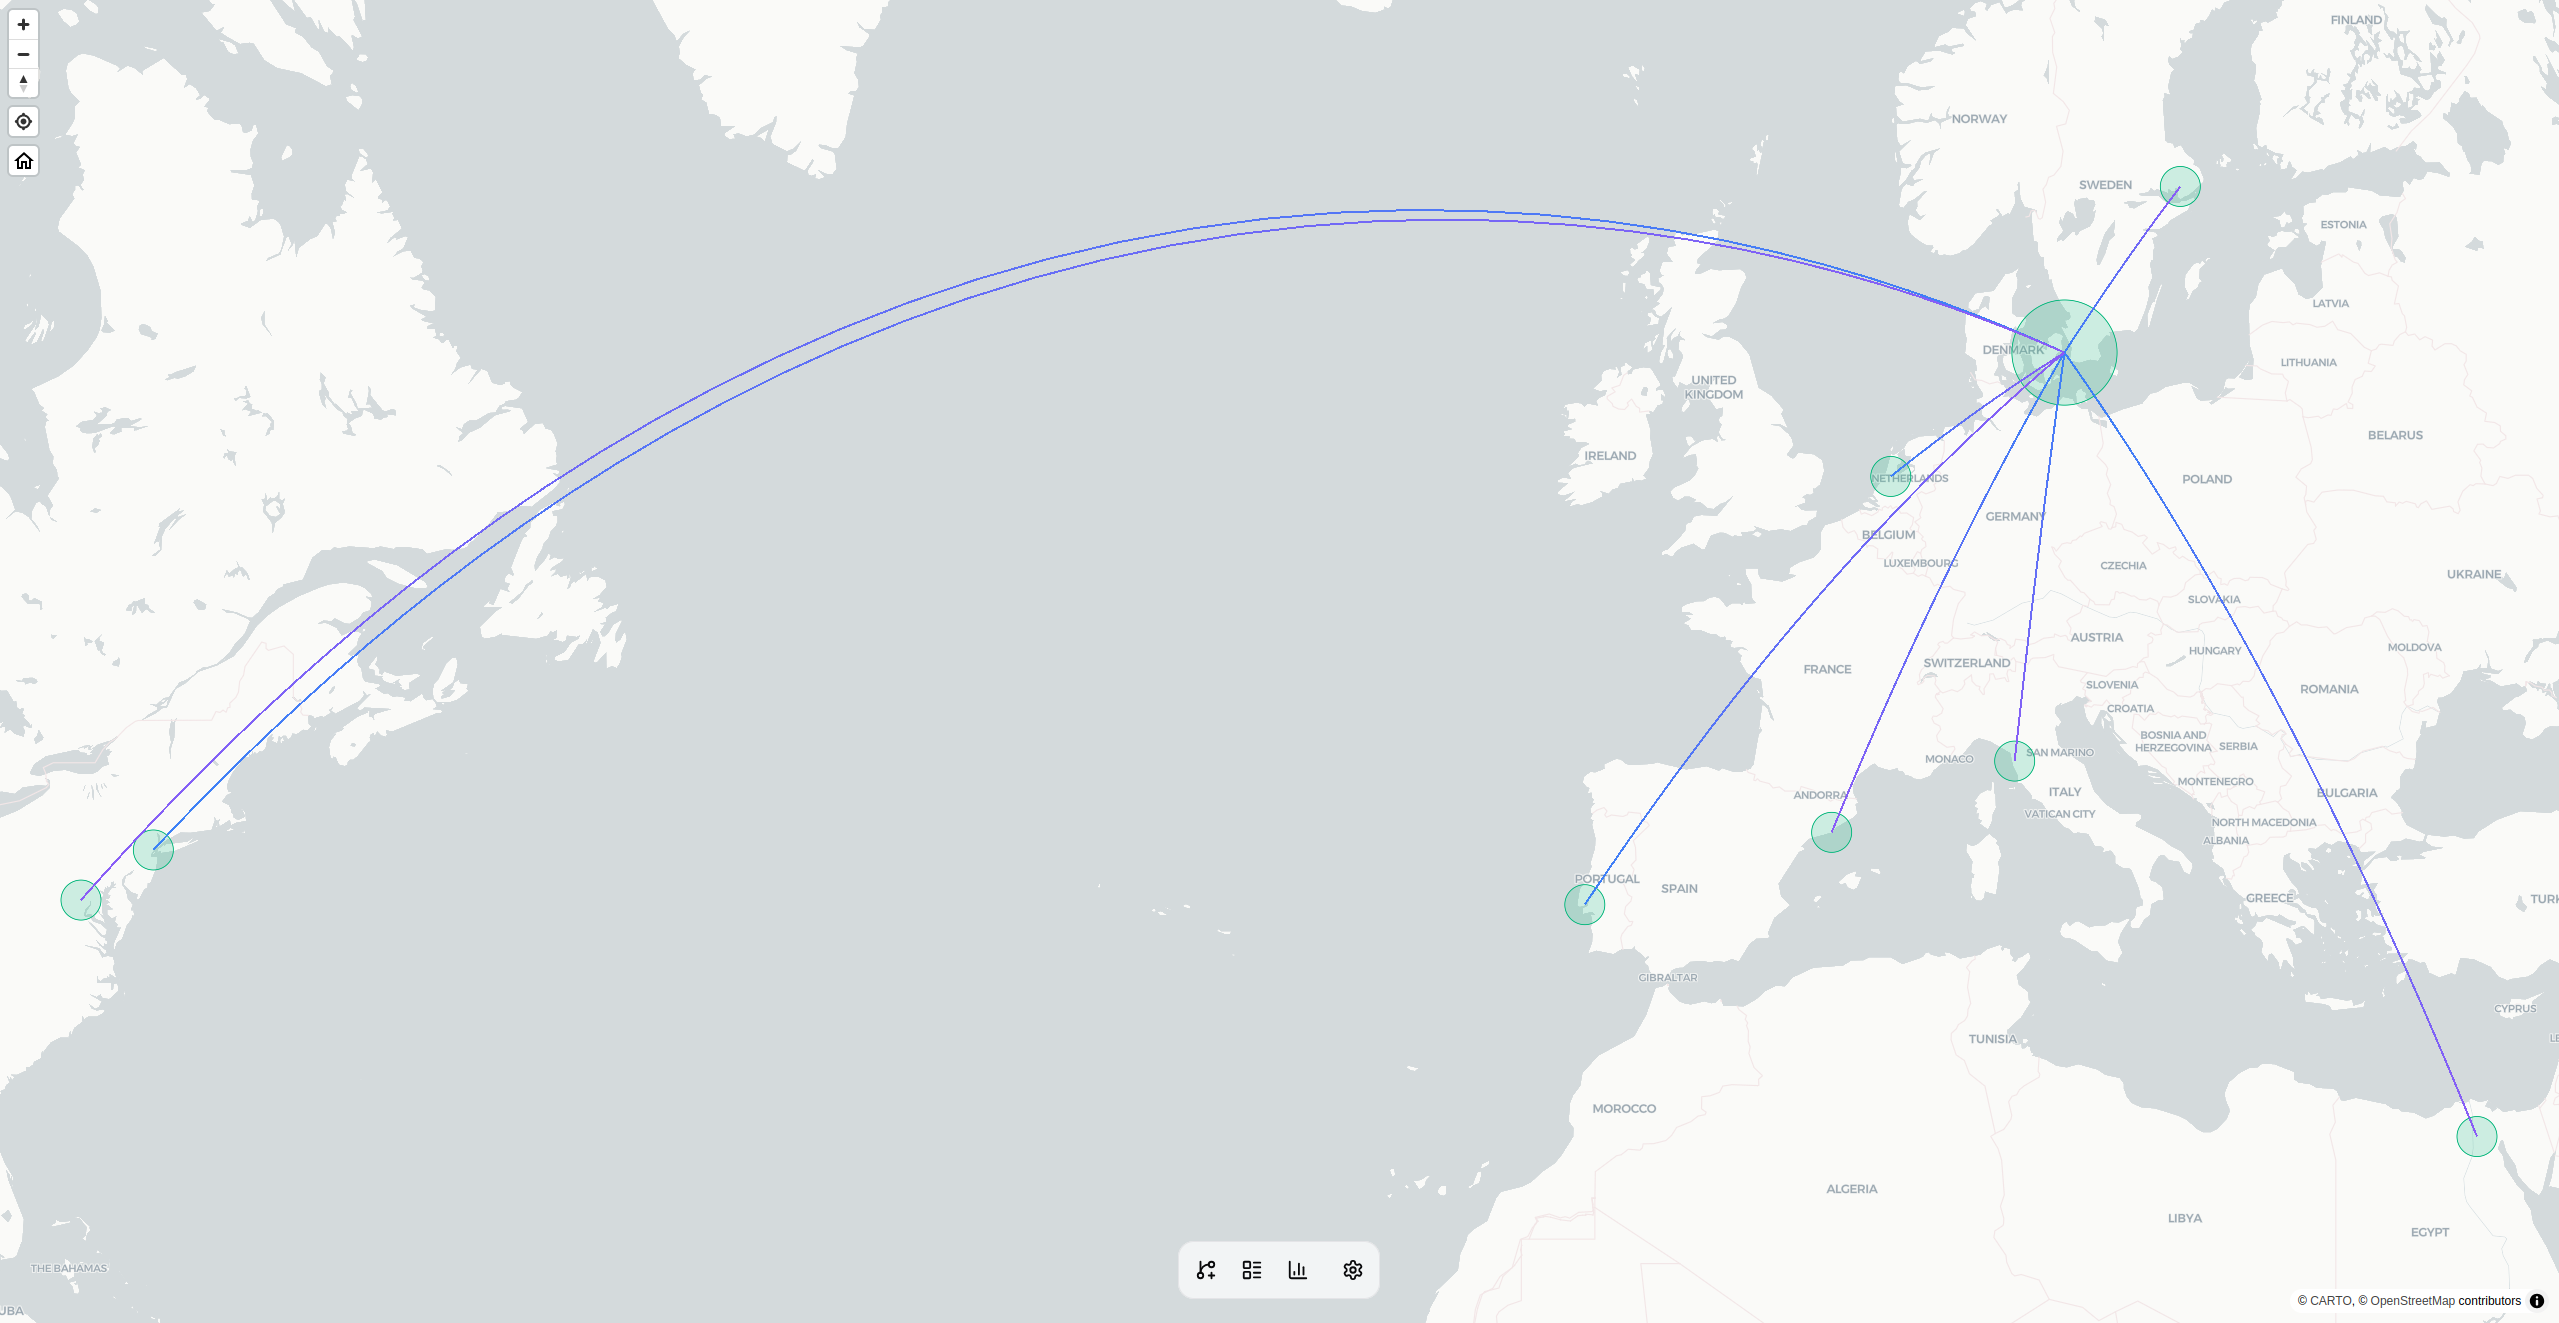 FINLAND
NORWAY
SWEDEN
ESTONIA
LATVIA
DENMARK
LITHUANIA
UNITED
KINGDOM
BELARUS
IRELAND
NETHERLANDS
POLAND
GERMANY
BELGIUM
LUXEMBOURG
CZECHIA
UKRAINE
SLOVAKIA
AUSTRIA
MOLDOVA
HUNGARY
SWITZERLAND
FRANCE
SLOVENIA
ROMANIA
CROATIA
BOSNIA AND
HERZEGOVINA
SERBIA
SAN MARINO
MONACO
MONTENEGRO
ITALY
BULGARIA
ANDORRA
VATICAN CITY
NORTH MACEDONIA
ALBANIA
PORTUGAL
SPAIN
GREECE
TURK
GIBRALTAR
CYPRUS
TUNISIA
LE
MOROCCO
ALGERIA
LIBYA
EGYPT
THE BAHAMAS
UBA
© CARTO, © OpenStreetMap contributors